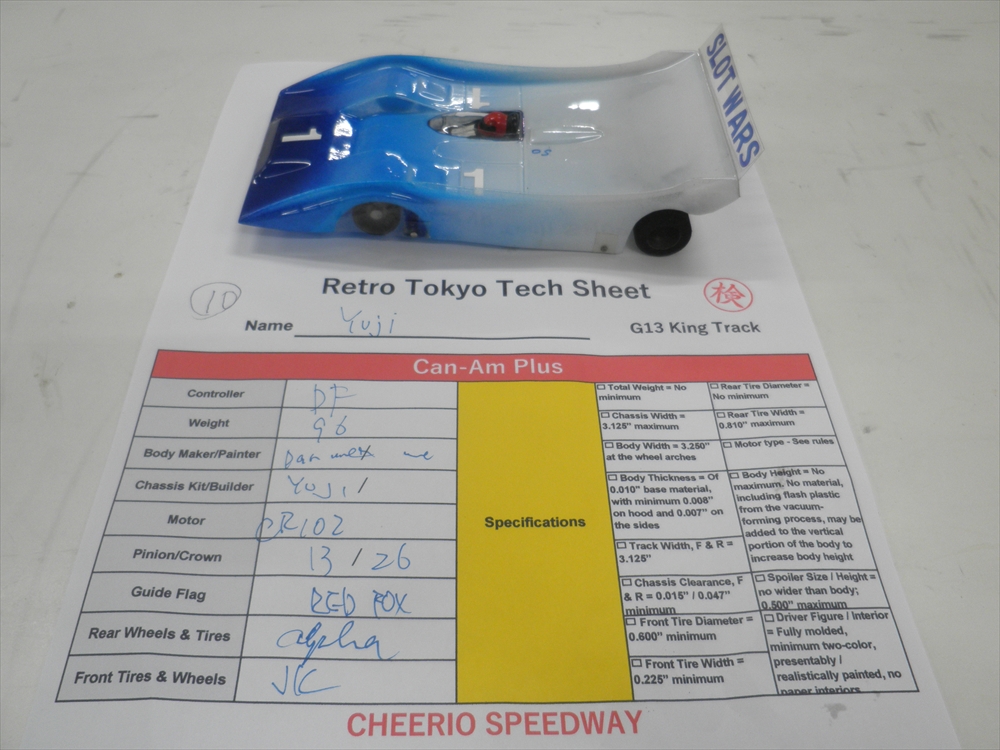 SLOT WARS
1
1
1
Retro Tokyo Tech Sheet
検
10
Name Yuji
G13 King Track
Can-Am Plus
Controller DF
Weight 96
Body Maker/Painter me
Chassis Kit/Builder Yuji /
Motor CR102
Pinion/Crown 13 / 26
Guide Flag RED FOX
Rear Wheels & Tires alpha
Front Tires & Wheels JK
Specifications
Total Weight = No
minimum
Chassis Width =
3.125" maximum
Body Width = 3.250"
at the wheel arches
Body Thickness = Of
0.010" base material,
with minimum 0.008"
on hood and 0.007" on
the sides
Track Width, F & R =
3.125"
Chassis Clearance, F
& R = 0.015" / 0.047"
minimum
Front Tire Diameter =
0.600" minimum
Front Tire Width =
0.225" minimum
Rear Tire Diameter =
No minimum
Rear Tire Width =
0.810" maximum
Motor type - See rules
Body Height = No
maximum. No material,
including flash plastic
from the vacuum-
forming process, may be
added to the vertical
portion of the body to
increase body height
Spoiler Size / Height =
no wider than body;
0.500" maximum
Driver Figure / Interior
= Fully molded,
minimum two-color,
presentably /
realistically painted, no
paper interiors
CHEERIO SPEEDWAY